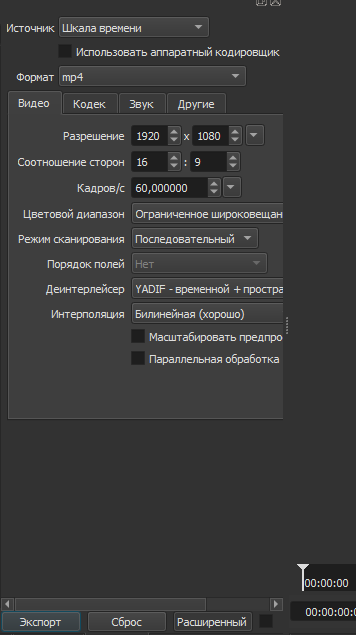 Источник Шкала времени
Использовать аппаратный кодировщик
Формат mp4
Видео Кодек Звук Другие
Разрешение 1920 x 1080
Соотношение сторон 16 : 9
Кадров/с 60,000000
Цветовой диапазон Ограниченное широковещан
Режим сканирования Последовательный
Порядок полей Нет
Деинтерлейсер YADIF - временной + простра
Интерполяция Билинейная (хорошо)
Масштабировать предпро
Параллельная обработка
00:00:00
00:00:00:0
Экспорт Сброс Расширенный